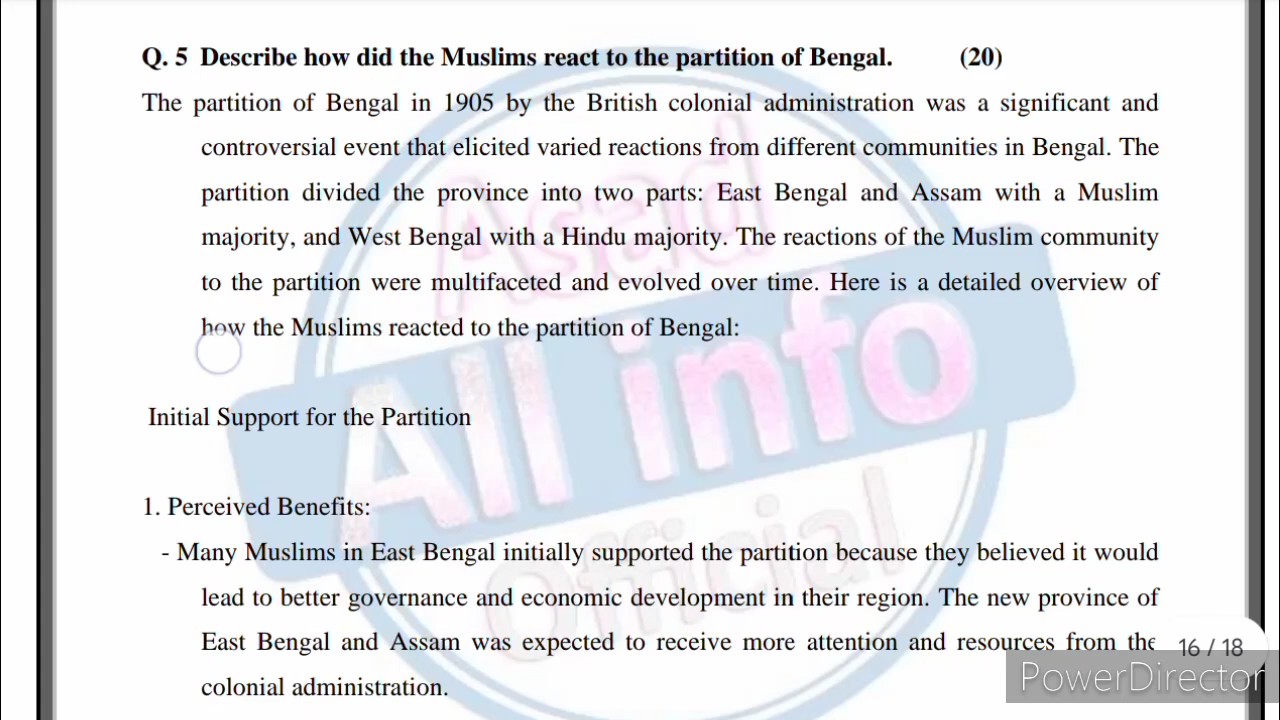 Q. 5 Describe how did the Muslims react to the partition of Bengal. (20)
The partition of Bengal in 1905 by the British colonial administration was a significant and
controversial event that elicited varied reactions from different communities in Bengal. The
partition divided the province into two parts: East Bengal and Assam with a Muslim
majority, and West Bengal with a Hindu majority. The reactions of the Muslim community
to the partition were multifaceted and evolved over time. Here is a detailed overview of
how the Muslims reacted to the partition of Bengal:
Initial Support for the Partition
1. Perceived Benefits:
- Many Muslims in East Bengal initially supported the partition because they believed it would
lead to better governance and economic development in their region. The new province of
East Bengal and Assam was expected to receive more attention and resources from the
colonial administration.
16 / 18
PowerDirector
Asad
All info
Official